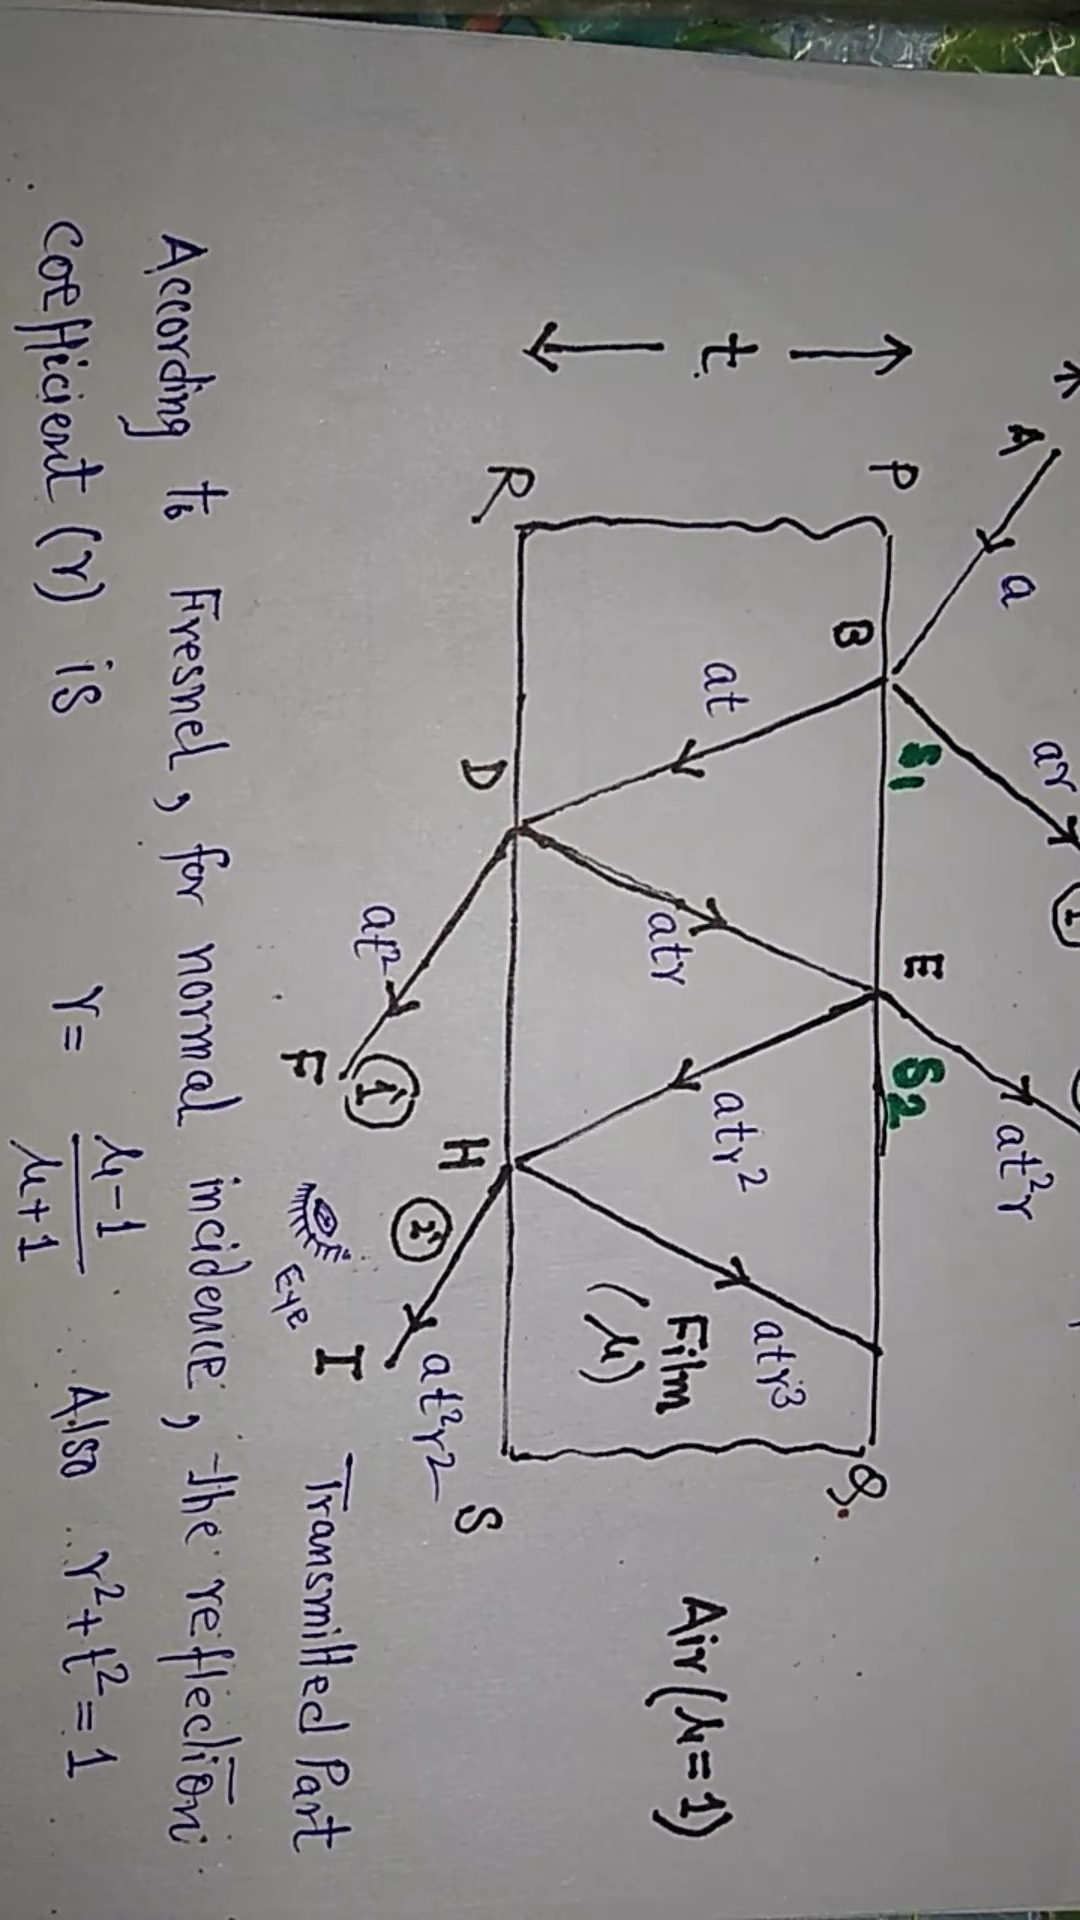 A
a
ar
1
at²r
P
B
S1
E
S2
Q.
t
at
atr
atr²
atr3
Film
(μ)
Air (μ=1)
R
D
H
S
at²
F
1
2
at²r²
I
Eye
Transmitted Part
According to Fresnel, for normal incidence, the reflection
coefficient (r) is r = μ-1
μ+1 Also r²+t²=1